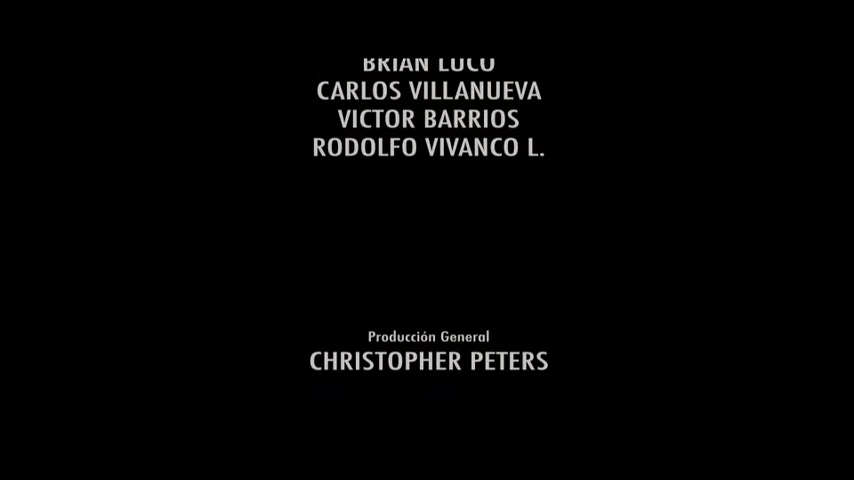 BRIAN LUCO
CARLOS VILLANUEVA
VICTOR BARRIOS
RODOLFO VIVANCO L.
Producción General
CHRISTOPHER PETERS